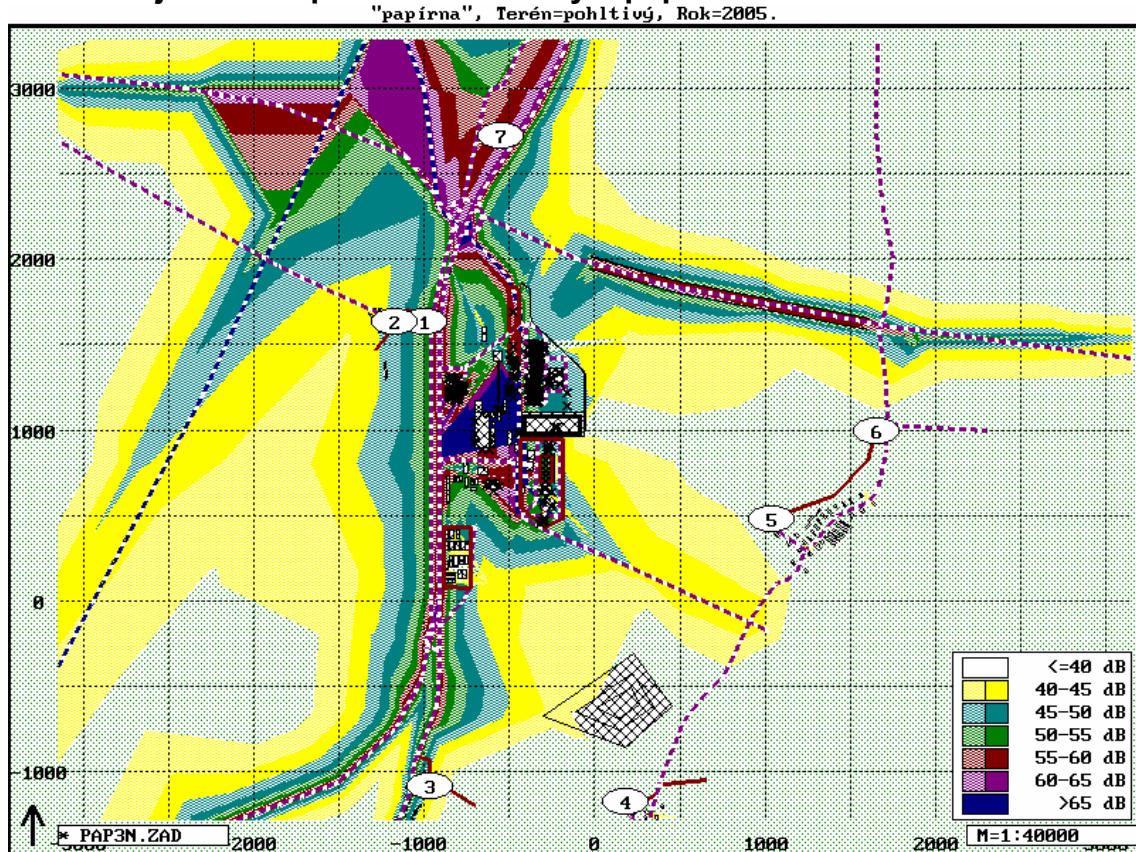 "papírna", Terén=pohltivý, Rok=2005.
3000
7
2000
2 1
1000
6
5
0
<=40 dB
40-45 dB
45-50 dB
50-55 dB
55-60 dB
60-65 dB
>65 dB
-1000
3
4
* PAP3N.ZAD
M=1:40000
-3000 -2000 -1000 0 1000 2000 3000